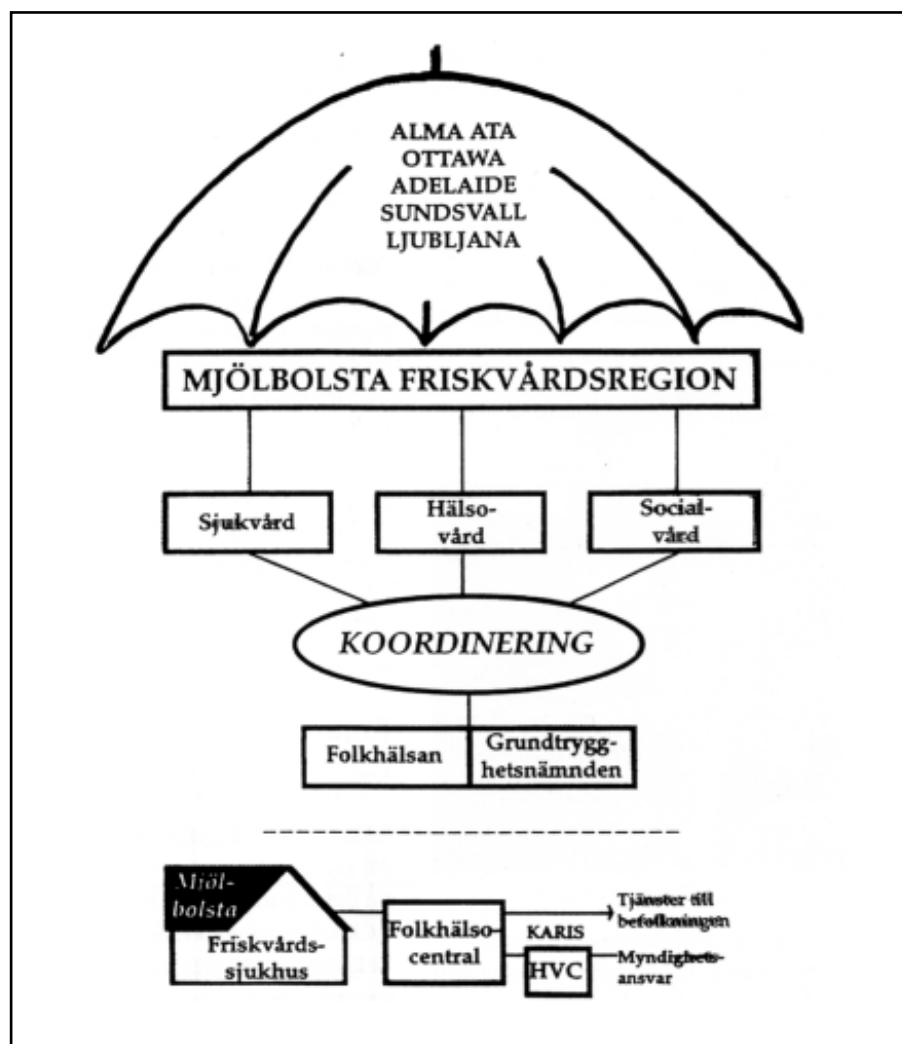 ALMA ATA
OTTAWA
ADELAIDE
SUNDSVALL
LJUBLJANA
MJÖLBOLSTA FRISKVÅRDSREGION
Sjukvård
Hälso-
vård
Social-
vård
KOORDINERING
Folkhälsan
Grundtrygg-
hetsnämnden
Mjöl-
bolsta
Friskvårds-
sjukhus
Folkhälso-
central
KARIS
HVC
Tjänster till
befolkningen
Myndighets-
ansvar